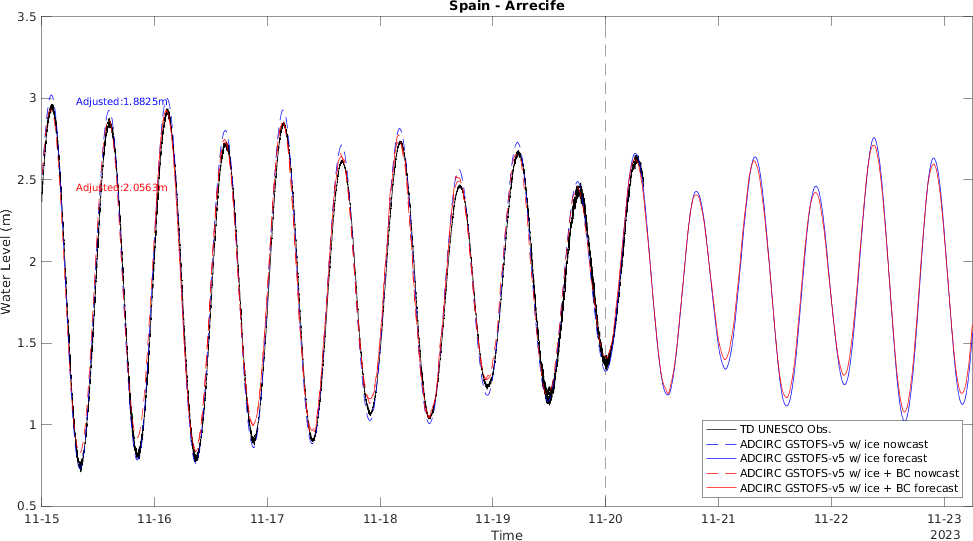 Spain - Arrecife
3.5
3
2.5
2
1.5
1
0.5
Water Level (m)
Adjusted:1.8825m
Adjusted:2.0563m
TD UNESCO Obs.
ADCIRC GSTOFS-v5 w/ ice nowcast
ADCIRC GSTOFS-v5 w/ ice forecast
ADCIRC GSTOFS-v5 w/ ice + BC nowcast
ADCIRC GSTOFS-v5 w/ ice + BC forecast
11-15 11-16 11-17 11-18 11-19 11-20 11-21 11-22 11-23
Time
2023